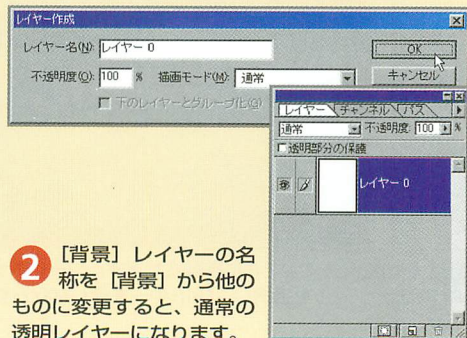 レイヤー作成
レイヤー名(N): レイヤー 0
OK
不透明度(O): 100 % 描画モード(M): 通常
キャンセル
下のレイヤーとグループ化(G)
レイヤー チャンネル パス
通常 不透明度: 100 %
透明部分の保護
レイヤー 0
2 [背景] レイヤーの名
称を [背景] から他の
ものに変更すると、通常の
透明レイヤーになります。